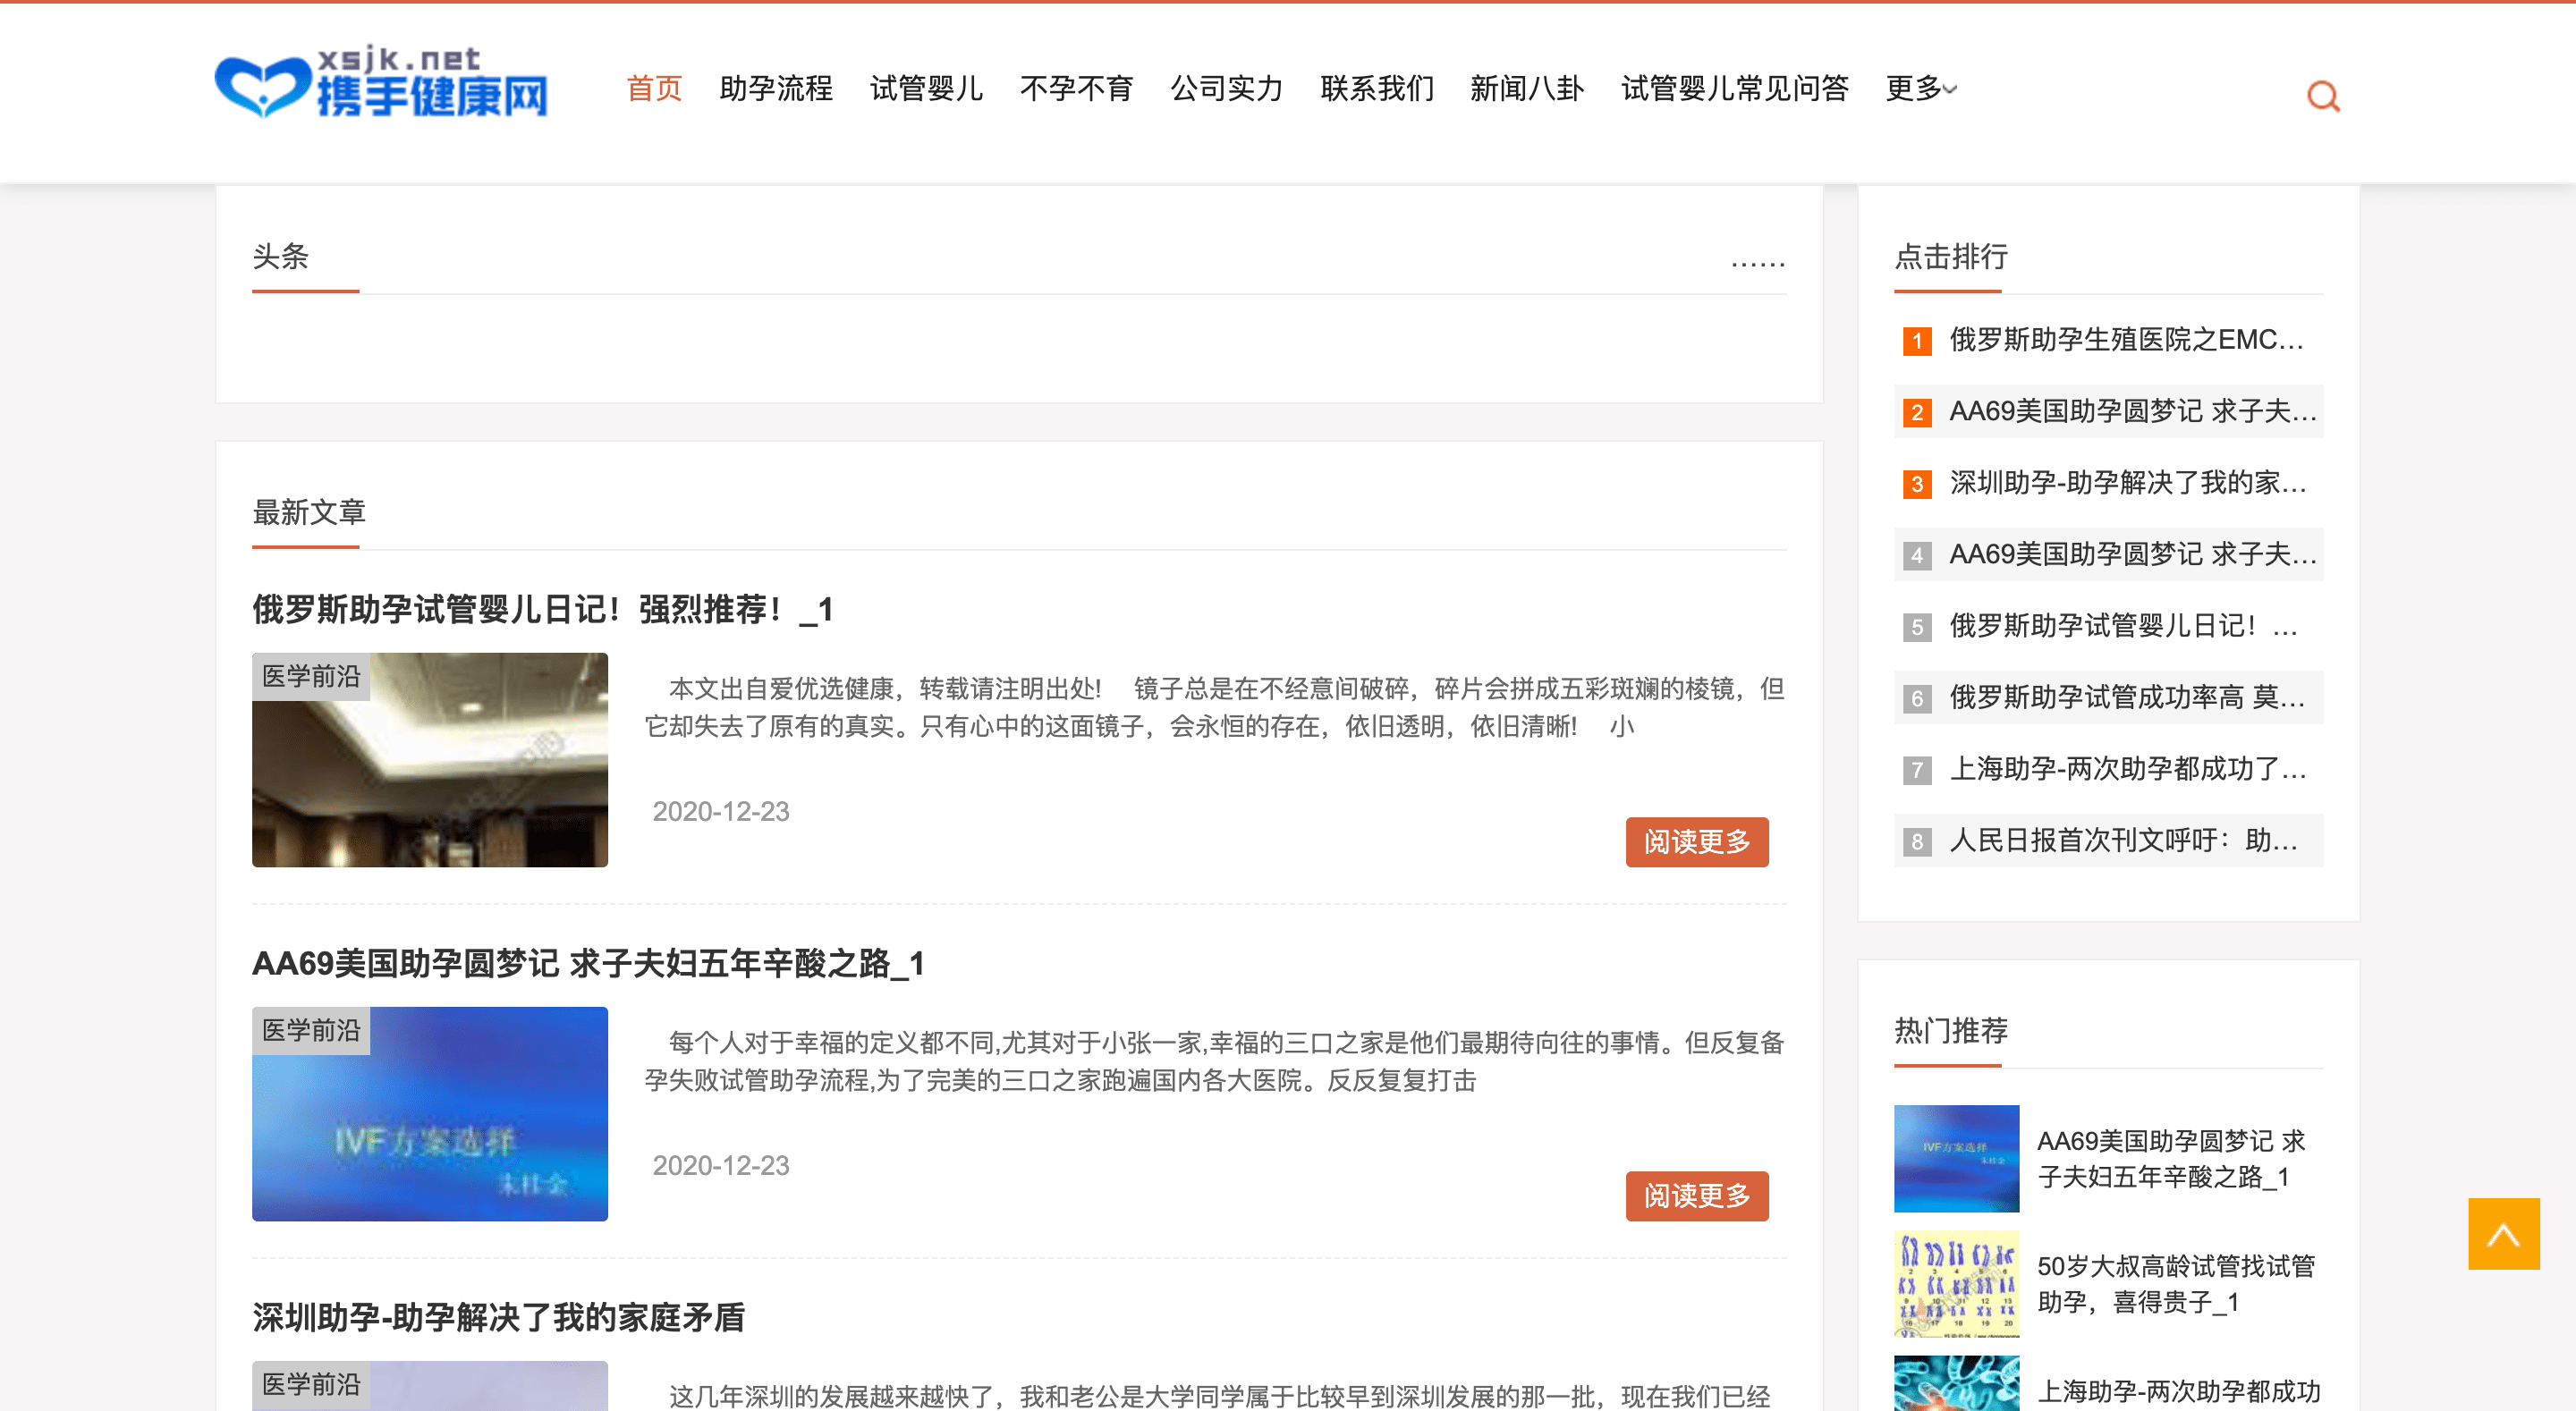 xsjk.net
携手健康网
首页 助孕流程 试管婴儿 不孕不育 公司实力 联系我们 新闻八卦 试管婴儿常见问答 更多
头条
......
最新文章
俄罗斯助孕试管婴儿日记！强烈推荐！_1
医学前沿
本文出自爱优选健康，转载请注明出处! 镜子总是在不经意间破碎，碎片会拼成五彩斑斓的棱镜，但
它却失去了原有的真实。只有心中的这面镜子，会永恒的存在，依旧透明，依旧清晰! 小
2020-12-23
阅读更多
AA69美国助孕圆梦记 求子夫妇五年辛酸之路_1
医学前沿
IVF方案选择
朱桂金
每个人对于幸福的定义都不同,尤其对于小张一家,幸福的三口之家是他们最期待向往的事情。但反复备
孕失败试管助孕流程,为了完美的三口之家跑遍国内各大医院。反反复复打击
2020-12-23
阅读更多
深圳助孕-助孕解决了我的家庭矛盾
医学前沿
这几年深圳的发展越来越快了，我和老公是大学同学属于比较早到深圳发展的那一批，现在我们已经
点击排行
1 俄罗斯助孕生殖医院之EMC...
2 AA69美国助孕圆梦记 求子夫...
3 深圳助孕-助孕解决了我的家...
4 AA69美国助孕圆梦记 求子夫...
5 俄罗斯助孕试管婴儿日记！...
6 俄罗斯助孕试管成功率高 莫...
7 上海助孕-两次助孕都成功了...
8 人民日报首次刊文呼吁：助...
热门推荐
IVF方案选择
朱桂金
AA69美国助孕圆梦记 求
子夫妇五年辛酸之路_1
50岁大叔高龄试管找试管
助孕，喜得贵子_1
上海助孕-两次助孕都成功